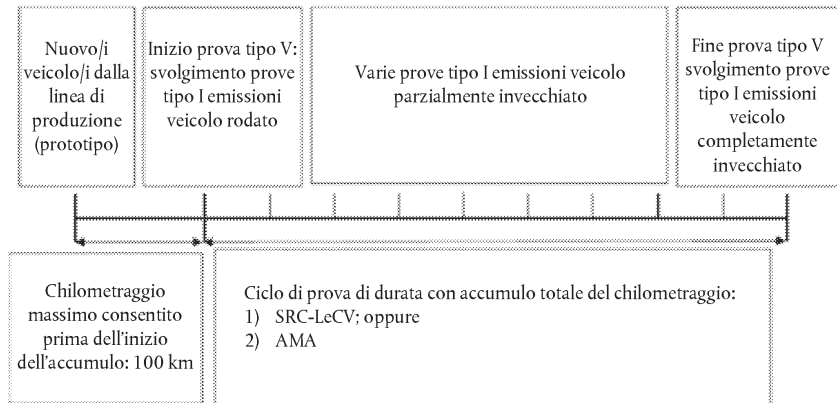 Nuovo/i
veicolo/i dalla
linea di
produzione
(prototipo)
Inizio prova tipo V:
svolgimento prove
tipo I emissioni
veicolo rodato
Varie prove tipo I emissioni veicolo
parzialmente invecchiato
Fine prova tipo V
svolgimento prove
tipo I emissioni
veicolo
completamente
invecchiato
Chilometraggio
massimo consentito
prima dell'inizio
dell'accumulo: 100 km
Ciclo di prova di durata con accumulo totale del chilometraggio:
1) SRC-LeCV; oppure
2) AMA